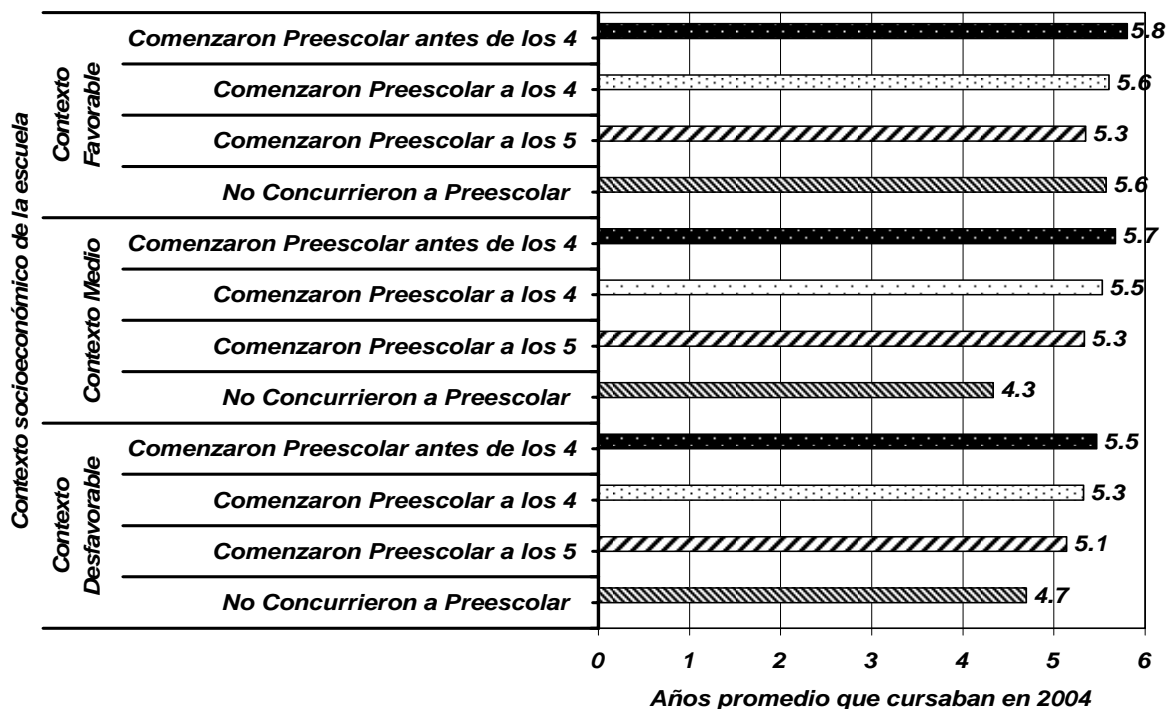 Contexto socioeconómico de la escuela
Contexto
Favorable
Comenzaron Preescolar antes de los 4
5.8
Comenzaron Preescolar a los 4
5.6
Comenzaron Preescolar a los 5
5.3
No Concurrieron a Preescolar
5.6
Contexto Medio
Comenzaron Preescolar antes de los 4
5.7
Comenzaron Preescolar a los 4
5.5
Comenzaron Preescolar a los 5
5.3
No Concurrieron a Preescolar
4.3
Contexto
Desfavorable
Comenzaron Preescolar antes de los 4
5.5
Comenzaron Preescolar a los 4
5.3
Comenzaron Preescolar a los 5
5.1
No Concurrieron a Preescolar
4.7
0 1 2 3 4 5 6
Años promedio que cursaban en 2004